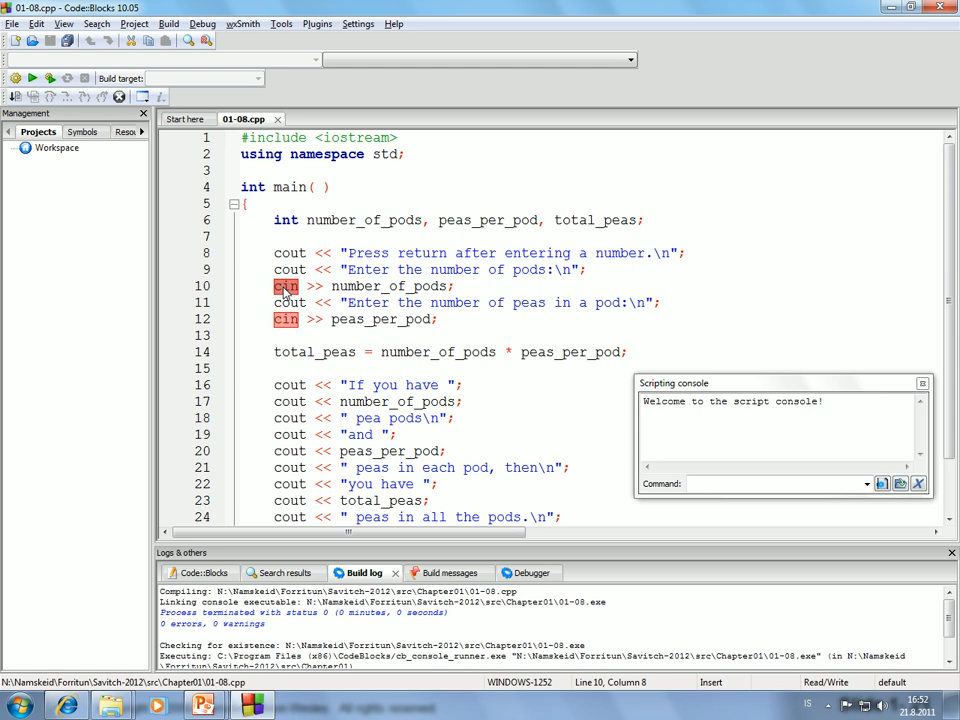 01-08.cpp - Code::Blocks 10.05
File Edit View Search Project Build Debug wxSmith Tools Plugins Settings Help
Build target:
Management
Start here 01-08.cpp
Projects Symbols Resou
Workspace
1 #include <iostream>
2 using namespace std;
3
4 int main( )
5 {
6 int number_of_pods, peas_per_pod, total_peas;
7
8 cout << "Press return after entering a number.\n";
9 cout << "Enter the number of pods:\n";
10 cin >> number_of_pods;
11 cout << "Enter the number of peas in a pod:\n";
12 cin >> peas_per_pod;
13
14 total_peas = number_of_pods * peas_per_pod;
15
16 cout << "If you have ";
17 cout << number_of_pods;
18 cout << " pea pods\n";
19 cout << "and ";
20 cout << peas_per_pod;
21 cout << " peas in each pod, then\n";
22 cout << "you have ";
23 cout << total_peas;
24 cout << " peas in all the pods.\n";
Scripting console
Welcome to the script console!
Command:
Logs & others
Code::Blocks Search results Build log Build messages Debugger
Compiling: N:\Namskeid\Forritun\Savitch-2012\src\Chapter01\01-08.cpp
Linking console executable: N:\Namskeid\Forritun\Savitch-2012\src\Chapter01\01-08.exe
Process terminated with status 0 (0 minutes, 0 seconds)
0 errors, 0 warnings
Checking for existence: N:\Namskeid\Forritun\Savitch-2012\src\Chapter01\01-08.exe
Executing: C:\Program Files (x86)\CodeBlocks/cb_console_runner.exe "N:\Namskeid\Forritun\Savitch-2012\src\Chapter01\01-08.exe" (in N:\Namskeid
\Forritun\Savitch-2012\src\Chapter01)
N:\Namskeid\Forritun\Savitch-2012\src\Chapter01\01-08.cpp WINDOWS-1252 Line 10, Column 8 Insert Read/Write default
IS 16:52
21.8.2011
All rights reserved.